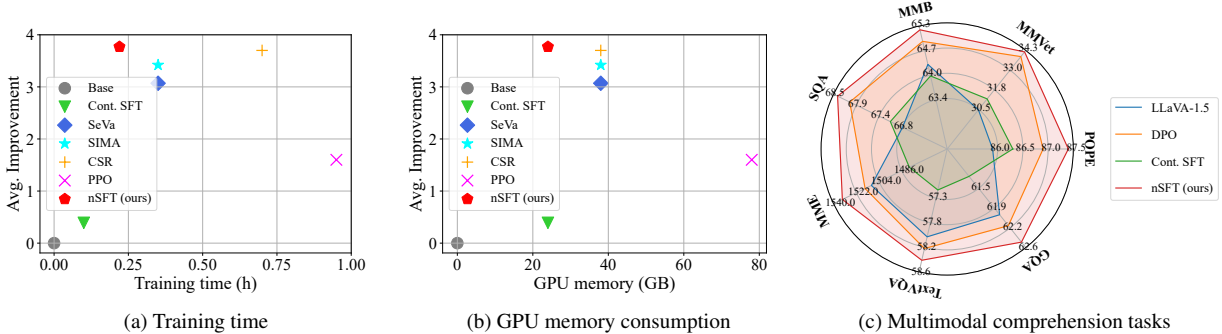 4
3
2
1
0
Avg. Improvement
Base
Cont. SFT
SeVa
SIMA
CSR
PPO
nSFT (ours)
0.00 0.25 0.50 0.75 1.00
Training time (h)
(a) Training time
4
3
2
1
0
Avg. Improvement
Base
Cont. SFT
SeVa
SIMA
CSR
PPO
nSFT (ours)
0 20 40 60 80
GPU memory (GB)
(b) GPU memory consumption
MMB
65.3
64.7
64.0
63.4
MMVet
34.3
33.0
31.8
30.5
SQA
68.5
67.9
67.4
66.8
POPE
86.0 86.5 87.0 87.5
MME
1486.0
1504.0
1522.0
1540.0
TextVQA
57.3
57.8
58.2
58.6
GQA
61.5
61.9
62.2
62.6
LLaVA-1.5
DPO
Cont. SFT
nSFT (ours)
(c) Multimodal comprehension tasks